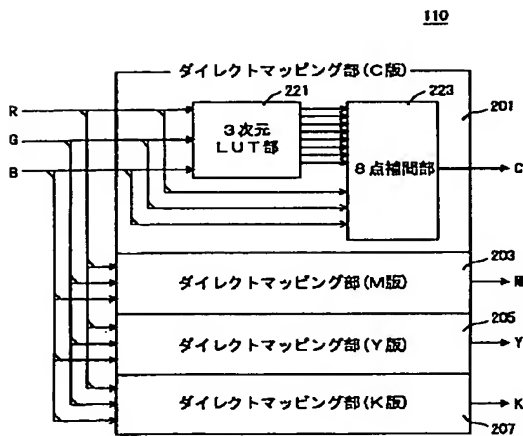 110
ダイレクトマッピング部(C版)
221
223
201
R
G
B
3次元
LUT部
8点補間部
C
203
ダイレクトマッピング部(M版)
M
205
ダイレクトマッピング部(Y版)
Y
ダイレクトマッピング部(K版)
K
207